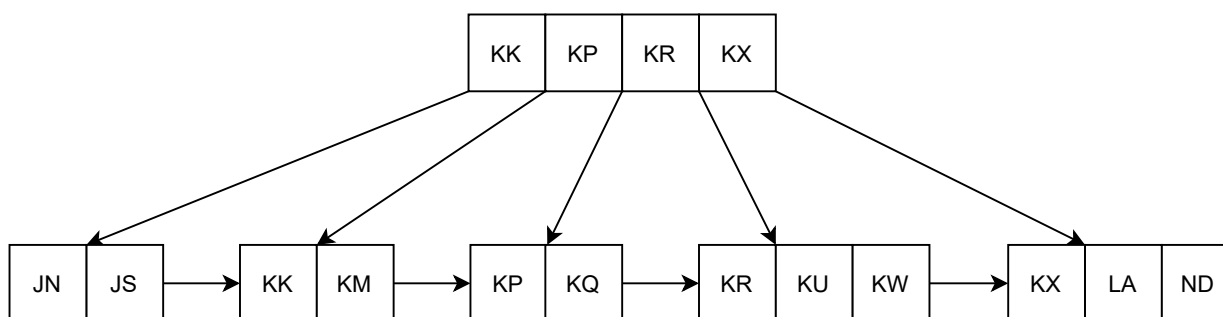 KK KP KR KX
JN JS KK KM KP KQ KR KU KW KX LA ND